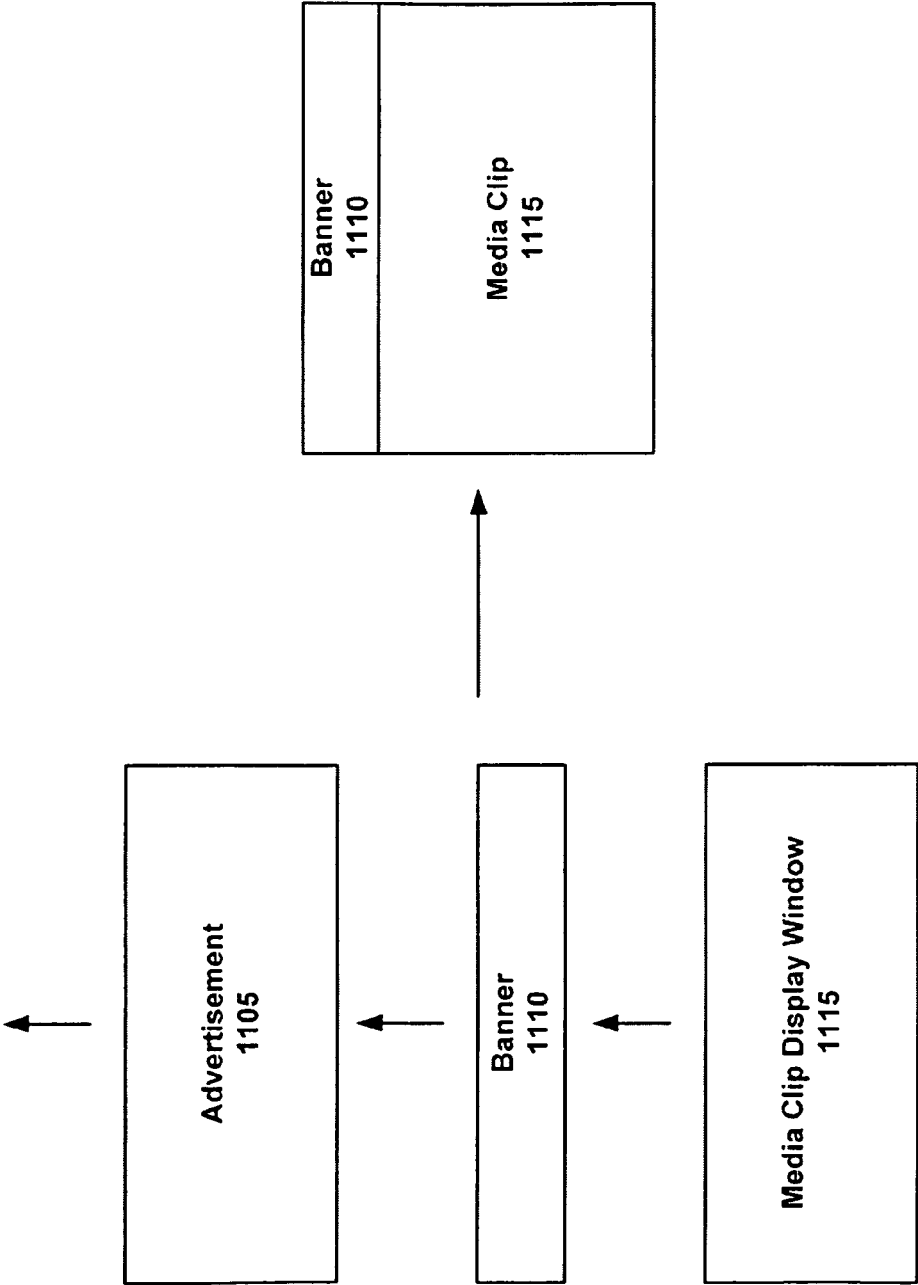 Advertisement
1105
Banner
1110
Media Clip Display Window
1115
Banner
1110
Media Clip
1115